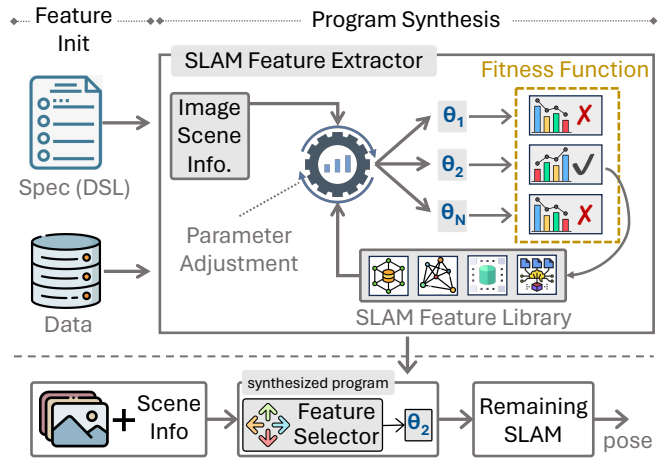 Feature
Init
Program Synthesis
SLAM Feature Extractor
Fitness Function
Image
Scene
Info.
θ1
θ2
θN
Spec (DSL)
Parameter
Adjustment
Data
SLAM Feature Library
synthesized program
+
Scene
Info
Feature
Selector
θ2
Remaining
SLAM
pose